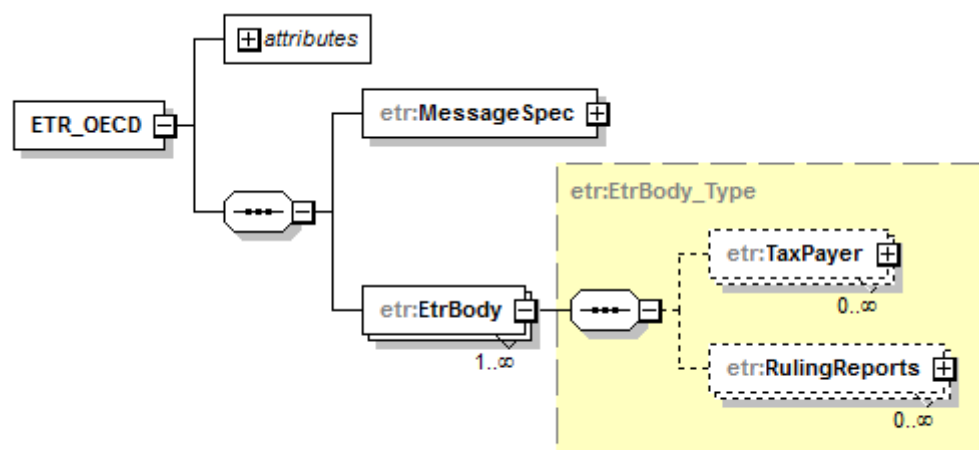 attributes
ETR_OECD
etr:MessageSpec
etr:EtrBody_Type
etr:TaxPayer
0..∞
etr:EtrBody
1..∞
etr:RulingReports
0..∞